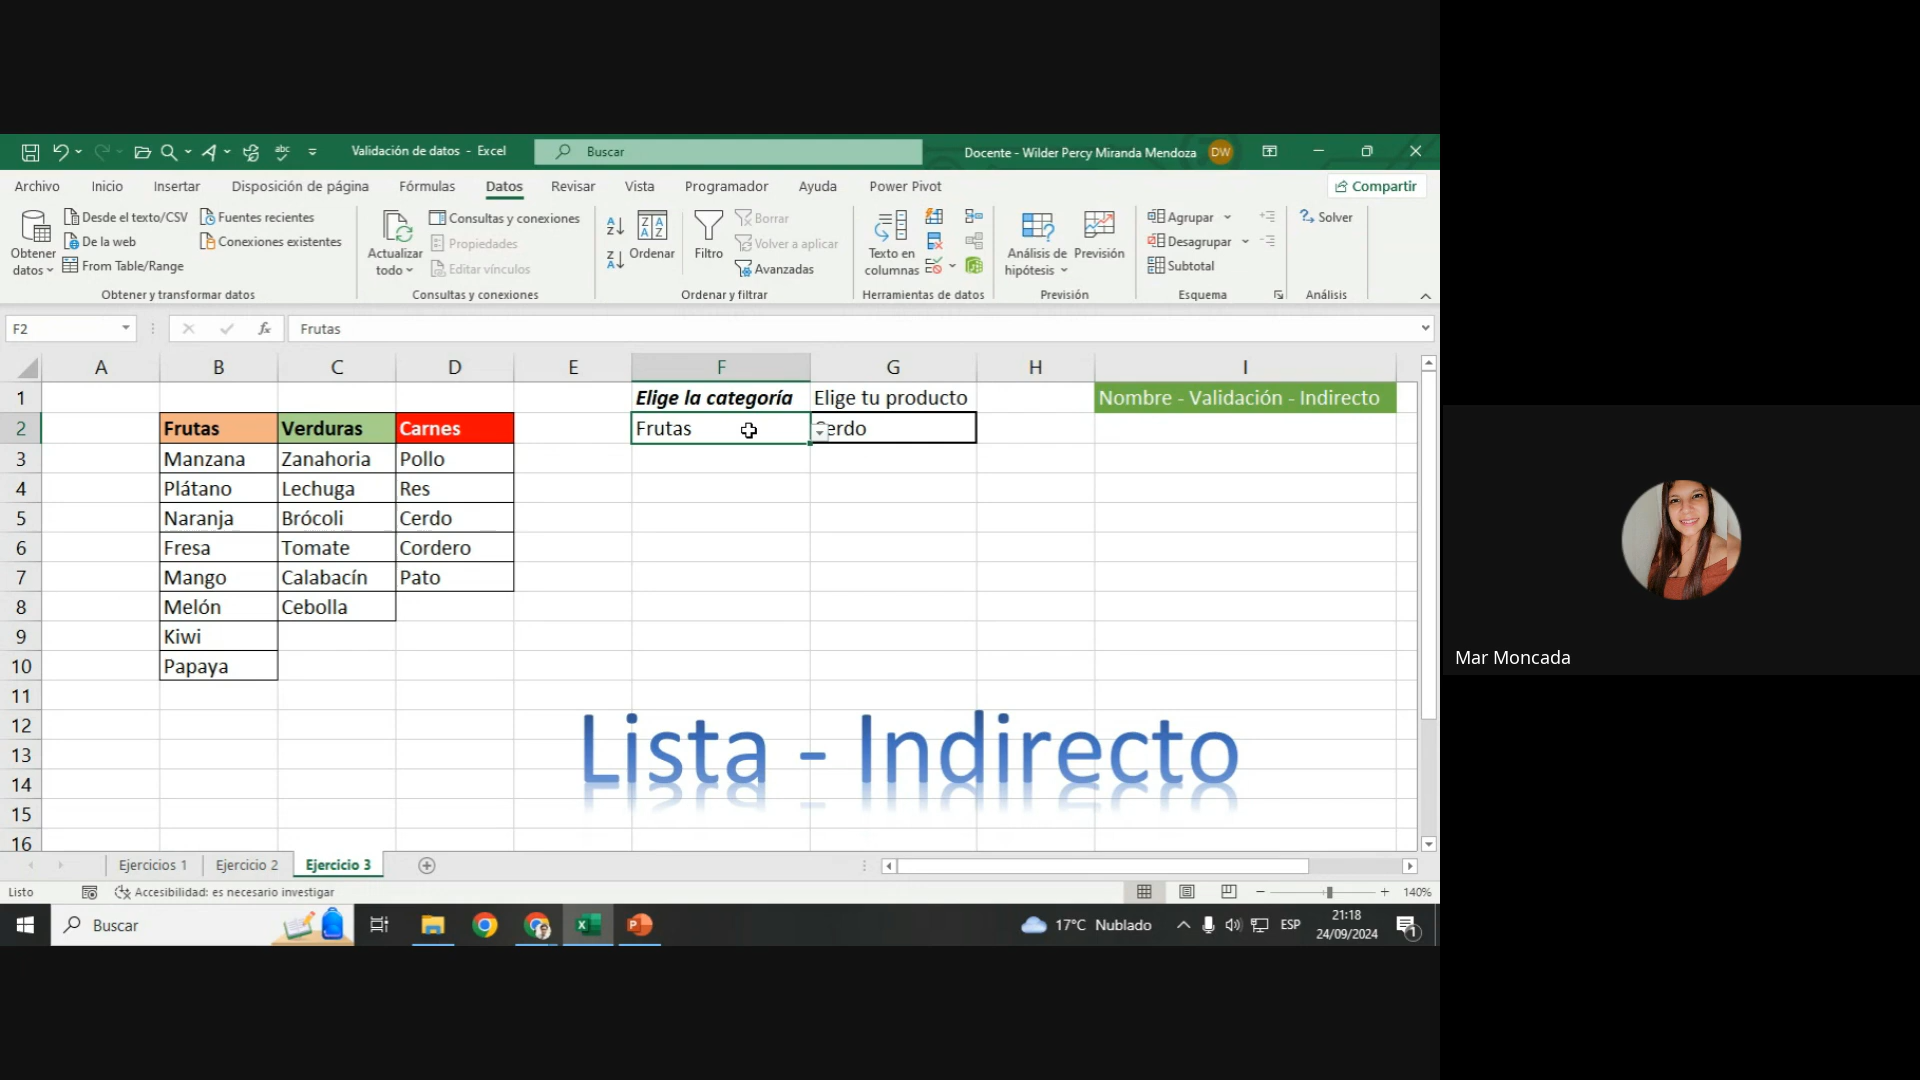 Validación de datos - Excel
Buscar
Docente - Wilder Percy Miranda Mendoza
DW
Archivo Inicio Insertar Disposición de página Fórmulas Datos Revisar Vista Programador Ayuda Power Pivot
Compartir
Obtener datos
Desde el texto/CSV
De la web
From Table/Range
Fuentes recientes
Conexiones existentes
Obtener y transformar datos
Actualizar todo
Consultas y conexiones
Propiedades
Editar vínculos
Consultas y conexiones
Ordenar
Filtro
Borrar
Volver a aplicar
Avanzadas
Ordenar y filtrar
Texto en columnas
Herramientas de datos
Análisis de hipótesis
Previsión
Previsión
Agrupar
Desagrupar
Subtotal
Esquema
Solver
Análisis
F2
fx
Frutas
A B C D E F G H I
1 Elige la categoría Elige tu producto Nombre - Validación - Indirecto
2 Frutas Verduras Carnes Frutas erdo
3 Manzana Zanahoria Pollo
4 Plátano Lechuga Res
5 Naranja Brócoli Cerdo
6 Fresa Tomate Cordero
7 Mango Calabacín Pato
8 Melón Cebolla
9 Kiwi
10 Papaya
11
12
13
14
15
16
Lista - Indirecto
Ejercicios 1 Ejercicio 2 Ejercicio 3
Listo
Accesibilidad: es necesario investigar
140%
Buscar
17°C Nublado
ESP
21:18
24/09/2024
1
Mar Moncada